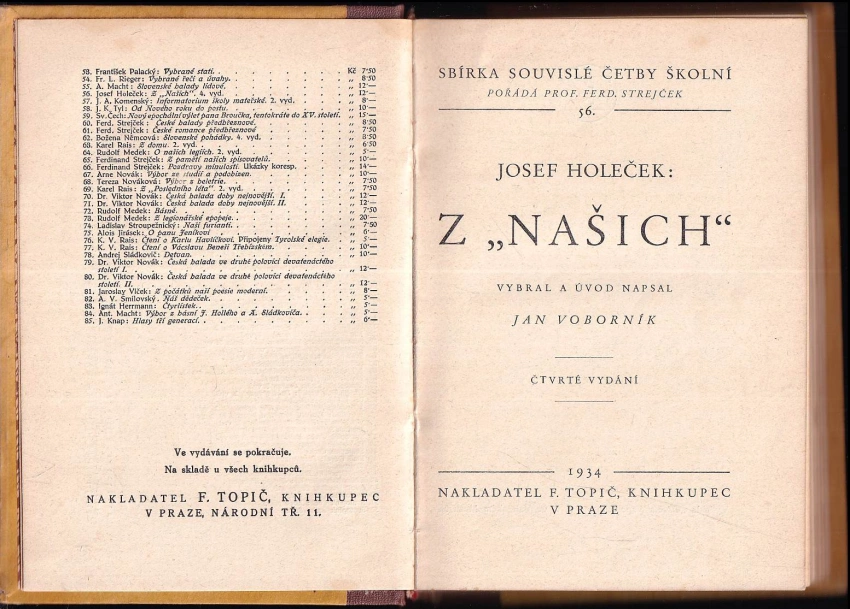 53. František Palacký: Vybrané stati. . . . . . . . . . Kč 7·50
54. Fr. L. Rieger: Vybrané řeči a úvahy. . . . . . . . . „ 8·50
55. A. Macht: Slovenské balady lidové. . . . . . . . . „ 12·—
56. Josef Holeček: Z „Našich". 4. vyd. . . . . . . . . „ 12·—
57. J. A. Komenský: Informatorium školy mateřské. 2. vyd. . . . „ 8·—
58. J. K. Tyl: Od Nového roku do postu. . . . . . . . . „ 10·—
59. Sv. Čech: Nový epochální výlet pana Broučka, tentokráte do XV. století. „ 15·—
60. Ferd. Strejček: České balady předbřeznové . . . . . . „ 8·50
61. Ferd. Strejček: České romance předbřeznové . . . . . . „ 7·50
62. Božena Němcová: Slovenské pohádky. 4. vyd. . . . . . „ 8·50
63. Karel Rais: Z domu. 2. vyd. . . . . . . . . . „ 6·50
64. Rudolf Medek: O našich legiích. 2. vyd. . . . . . . . „ 5·—
65. Ferdinand Strejček: Z pamětí našich spisovatelů. . . . . . „ 10·—
66. Ferdinand Strejček: Pozdravy minulosti. Ukázky koresp. . . . „ 14·—
67. Arne Novák: Výbor ze studií a podobizen. . . . . . . „ 10·—
68. Tereza Nováková: Výbor z beletrie. . . . . . . . . „ 7·50
69. Karel Rais: Z „Posledního léta" 2. vyd. . . . . . . . „ 7·50
70. Dr. Viktor Novák: Česká balada doby nejnovější. I. . . . . „ 12·—
71. Dr. Viktor Novák: Česká balada doby nejnovější. II. . . . . „ 12·—
72. Rudolf Medek: Básně. . . . . . . . . . . „ 7·50
73. Rudolf Medek: Z legionářské epopeje. . . . . . . . „ 20·—
74. Ladislav Stroupežnický: Naši furianti. . . . . . . . „ 7·50
75. Alois Jirásek: O panu Fenixovi . . . . . . . . . „ 6·—
76. K. V. Rais: Čtení o Karlu Havlíčkovi. Připojeny Tyrolské elegie. . „ 5·—
77. K. V. Rais: Čtení o Václavu Beneši Třebízském. . . . . „ 10·—
78. Andrej Sládkovič: Detvan. . . . . . . . . . „ 10·—
79. Dr. Viktor Novák: Česká balada ve druhé polovici devatenáctého
století I. . . . . . . . . . . . . . „ 12·—
80. Dr. Viktor Novák: Česká balada ve druhé polovici devatenáctého
století. II. . . . . . . . . . . . . „ 12·—
81. Jaroslav Vlček: Z počátků naší poesie moderní. . . . . . „ 8·—
82. A. V. Šmilovský: Náš dědeček. . . . . . . . . . „ 5·—
83. Ignát Herrmann: Čtyrlístek. . . . . . . . . . „ 5·—
84. Ant. Macht: Výbor z básní J. Hollého a A. Sládkoviča. . . . „ 5·—
85. J. Knap: Hlasy tří generací. . . . . . . . . . „ 6·—
Ve vydávání se pokračuje.
Na skladě u všech knihkupců.
NAKLADATEL F. TOPIČ, KNIHKUPEC
V PRAZE, NÁRODNÍ TŘ. 11.
SBÍRKA SOUVISLÉ ČETBY ŠKOLNÍ
POŘÁDÁ PROF. FERD. STREJČEK
56.
JOSEF HOLEČEK:
Z „NAŠICH“
VYBRAL A ÚVOD NAPSAL
JAN VOBORNÍK
ČTVRTÉ VYDÁNÍ
1934
NAKLADATEL F. TOPIČ, KNIHKUPEC
V PRAZE